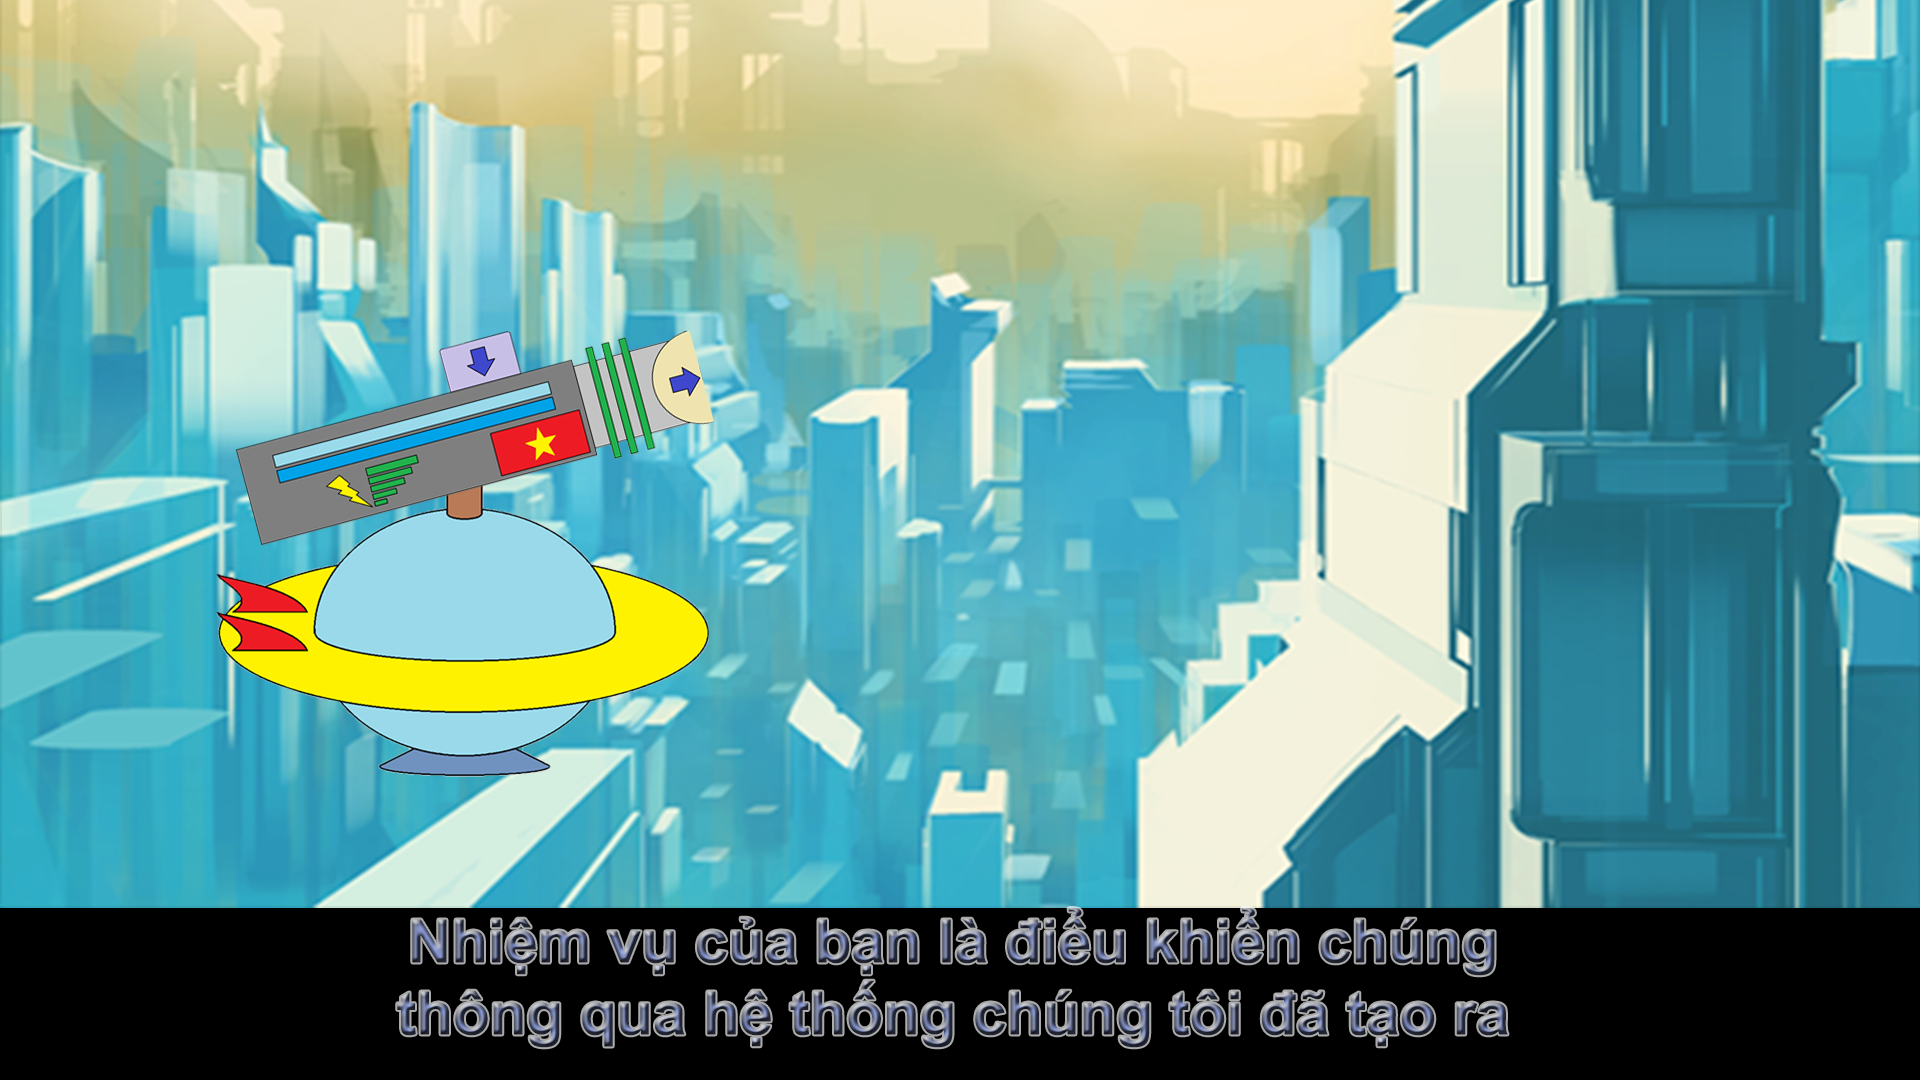 Nhiệm vụ của bạn là điều khiển chúng
thông qua hệ thống chúng tôi đã tạo ra